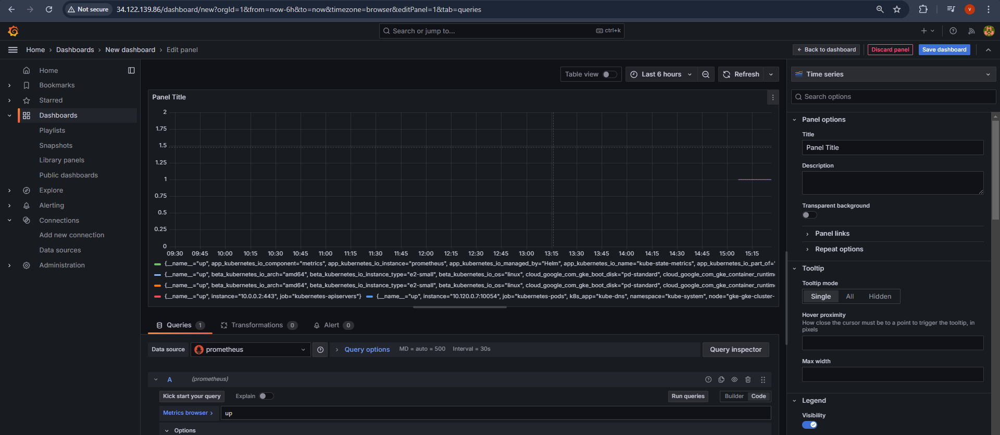 Not secure
34.122.139.86/dashboard/new?orgId=1&from=now-6h&to=now&timezone=browser&editPanel=1&tab=queries
V
Search or jump to...
ctrl+k
Home › Dashboards › New dashboard › Edit panel
Back to dashboard
Discard panel
Save dashboard
Home
Bookmarks
Starred
Dashboards
Playlists
Snapshots
Library panels
Public dashboards
Explore
Alerting
Connections
Add new connection
Data sources
Administration
Table view
Last 6 hours
Refresh
Panel Title
2
1.75
1.5
1.25
1
0.75
0.5
0.25
0
09:30 09:45 10:00 10:15 10:30 10:45 11:00 11:15 11:30 11:45 12:00 12:15 12:30 12:45 13:00 13:15 13:30 13:45 14:00 14:15 14:30 14:45 15:00 15:15
{__name__="up", app_kubernetes_io_component="metrics", app_kubernetes_io_instance="prometheus", app_kubernetes_io_managed_by="Helm", app_kubernetes_io_name="kube-state-metrics", app_kubernetes_io_part_of="
{__name__="up", beta_kubernetes_io_arch="amd64", beta_kubernetes_io_instance_type="e2-small", beta_kubernetes_io_os="linux", cloud_google_com_gke_boot_disk="pd-standard", cloud_google_com_gke_container_runtime
{__name__="up", beta_kubernetes_io_arch="amd64", beta_kubernetes_io_instance_type="e2-small", beta_kubernetes_io_os="linux", cloud_google_com_gke_boot_disk="pd-standard", cloud_google_com_gke_container_runtime
{__name__="up", instance="10.0.0.2:443", job="kubernetes-apiservers"} {__name__="up", instance="10.120.0.7:10054", job="kubernetes-pods", k8s_app="kube-dns", namespace="kube-system", node="gke-gke-cluster-
Queries 1
Transformations 0
Alert 0
Data source
prometheus
Query options
MD = auto = 500
Interval = 30s
Query inspector
A
(prometheus)
Kick start your query
Explain
Run queries
Builder
Code
Metrics browser >
up
Options
Time series
Search options
Panel options
Title
Panel Title
Description
Transparent background
Panel links
Repeat options
Tooltip
Tooltip mode
Single
All
Hidden
Hover proximity
How close the cursor must be to a point to trigger the tooltip, in
pixels
Max width
Legend
Visibility